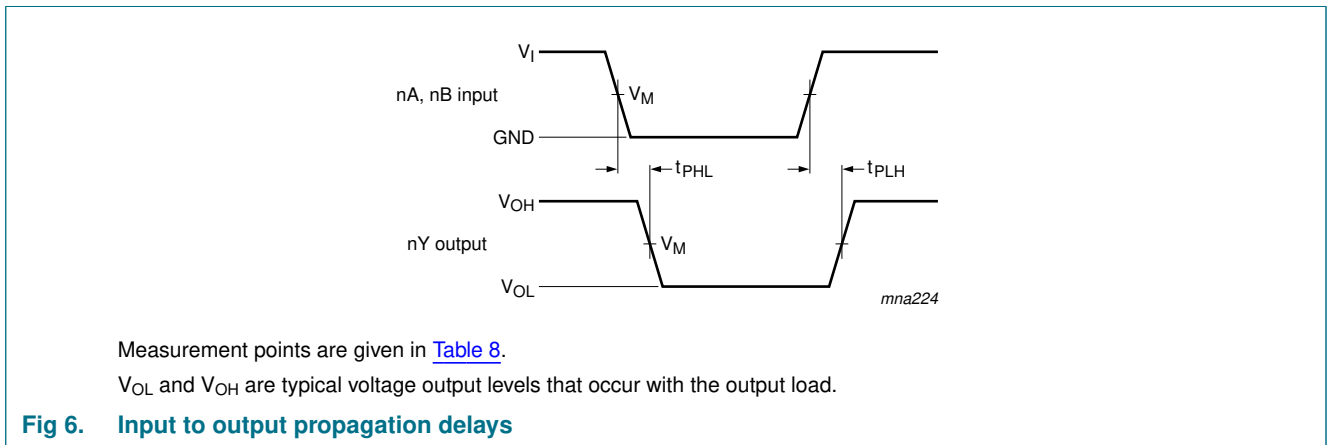 VI
nA, nB input
VM
GND
tPHL
tPLH
VOH
nY output
VM
VOL
mna224
Measurement points are given in Table 8.
VOL and VOH are typical voltage output levels that occur with the output load.
Fig 6. Input to output propagation delays